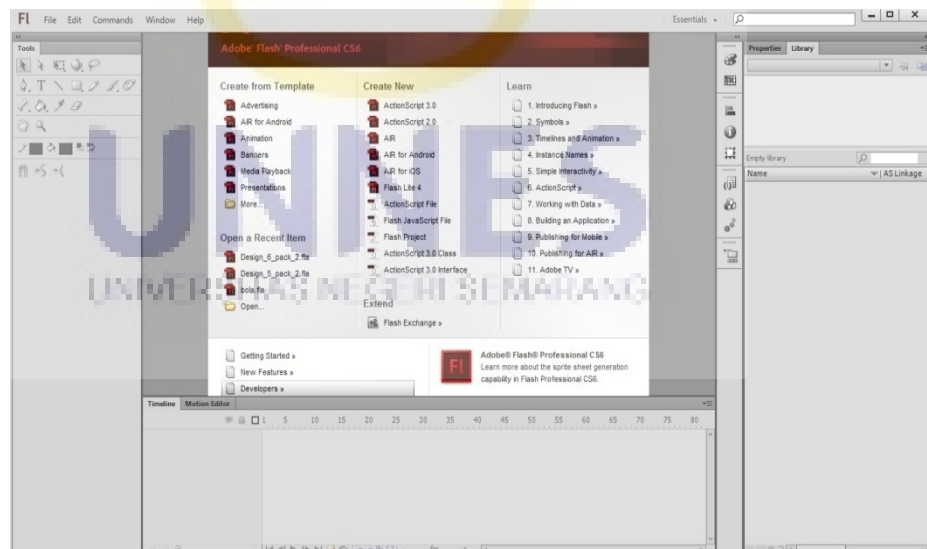 Fl File Edit Commands Window Help Essentials
Tools
Adobe® Flash® Professional CS6
Create from Template
Advertising
AIR for Android
Animation
Banners
Media Playback
Presentations
More...
Open a Recent Item
Design_6_pack_2.fla
Design_5_pack_2.fla
bola.fla
Open...
Create New
ActionScript 3.0
ActionScript 2.0
AIR
AIR for Android
AIR for iOS
Flash Lite 4
ActionScript File
Flash JavaScript File
Flash Project
ActionScript 3.0 Class
ActionScript 3.0 Interface
Extend
Flash Exchange »
Learn
1. Introducing Flash »
2. Symbols »
3. Timelines and Animation »
4. Instance Names »
5. Simple Interactivity »
6. ActionScript »
7. Working with Data »
8. Building an Application »
9. Publishing for Mobile »
10. Publishing for AIR »
11. Adobe TV »
Getting Started »
New Features »
Developers »
Fl
Adobe® Flash® Professional CS6
Learn more about the sprite sheet generation
capability in Flash Professional CS6.
Properties Library
Empty library
Name AS Linkage
UNNES
UNIVERSITAS NEGERI SEMARANG
Timeline Motion Editor
1 5 10 15 20 25 30 35 40 45 50 55 60 65 70 75 80